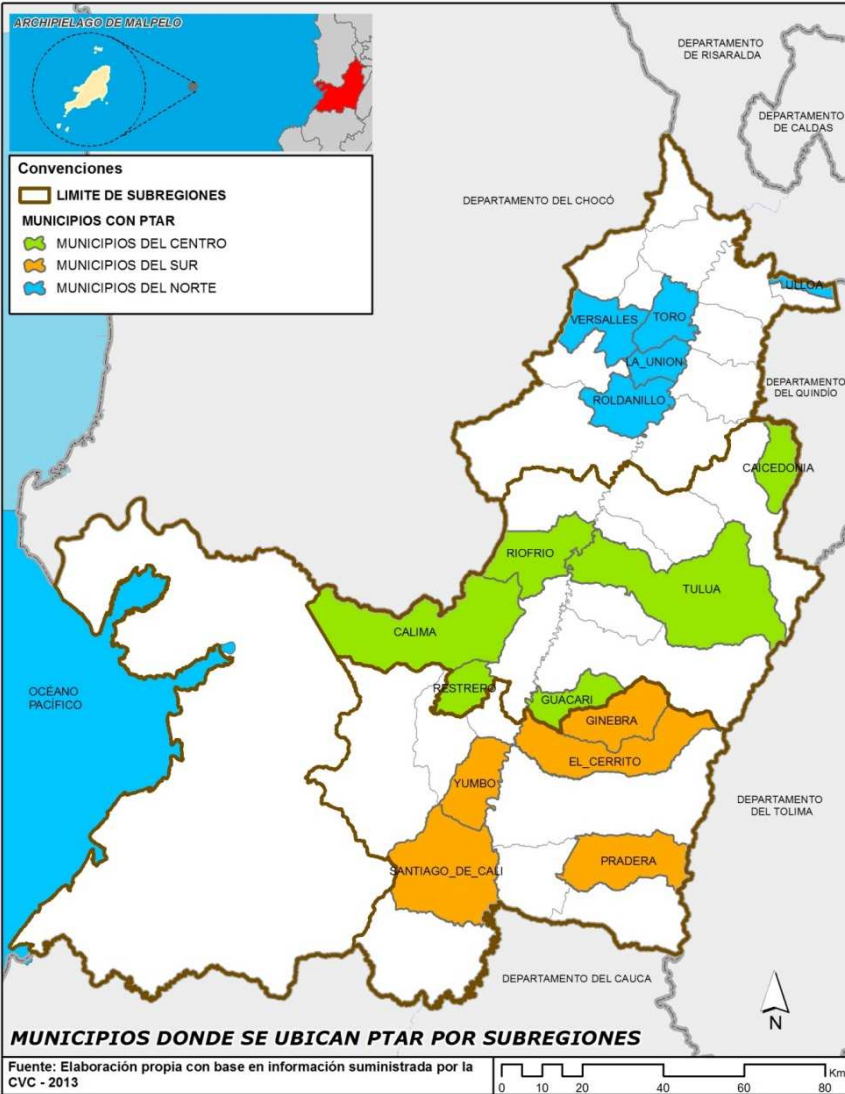 ARCHIPIELAGO DE MALPELO
Convenciones
LIMITE DE SUBREGIONES
MUNICIPIOS CON PTAR
MUNICIPIOS DEL CENTRO
MUNICIPIOS DEL SUR
MUNICIPIOS DEL NORTE
DEPARTAMENTO
DE RISARALDA
DEPARTAMENTO
DE CALDAS
DEPARTAMENTO DEL CHOCÓ
ULLOA
VERSALLES
TORO
LA_UNION
ROLDANILLO
DEPARTAMENTO
DEL QUINDÍO
CAICEDONIA
RIOFRIO
TULUA
CALIMA
RESTREPO
GUACARI
GINEBRA
EL_CERRITO
OCÉANO
PACÍFICO
YUMBO
DEPARTAMENTO
DEL TOLIMA
SANTIAGO_DE_CALI
PRADERA
DEPARTAMENTO DEL CAUCA
N
MUNICIPIOS DONDE SE UBICAN PTAR POR SUBREGIONES
Fuente: Elaboración propia con base en información suministrada por la
CVC - 2013
Km
0 10 20 40 60 80